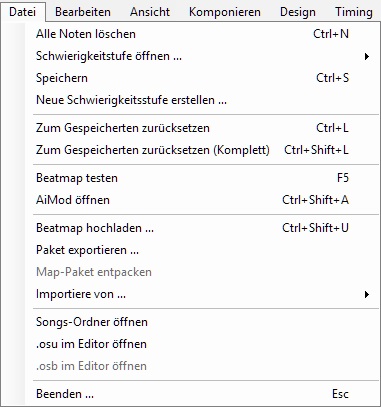 Datei Bearbeiten Ansicht Komponieren Design Timing
Alle Noten löschen Ctrl+N
Schwierigkeitstufe öffnen ...
Speichern Ctrl+S
Neue Schwierigkeitsstufe erstellen ...
Zum Gespeicherten zurücksetzen Ctrl+L
Zum Gespeicherten zurücksetzen (Komplett) Ctrl+Shift+L
Beatmap testen F5
AiMod öffnen Ctrl+Shift+A
Beatmap hochladen ... Ctrl+Shift+U
Paket exportieren ...
Map-Paket entpacken
Importiere von ...
Songs-Ordner öffnen
.osu im Editor öffnen
.osb im Editor öffnen
Beenden ... Esc